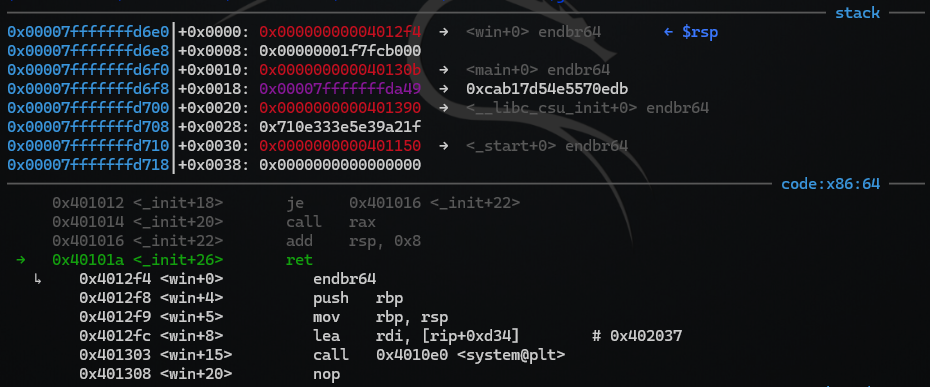 stack
0x00007fffffffd6e0│+0x0000: 0x00000000004012f4 → <win+0> endbr64 ← $rsp
0x00007fffffffd6e8│+0x0008: 0x00000001f7fcb000
0x00007fffffffd6f0│+0x0010: 0x000000000040130b → <main+0> endbr64
0x00007fffffffd6f8│+0x0018: 0x00007fffffffda49 → 0xcab17d54e5570edb
0x00007fffffffd700│+0x0020: 0x0000000000401390 → <__libc_csu_init+0> endbr64
0x00007fffffffd708│+0x0028: 0x710e333e5e39a21f
0x00007fffffffd710│+0x0030: 0x0000000000401150 → <_start+0> endbr64
0x00007fffffffd718│+0x0038: 0x0000000000000000
code:x86:64
0x401012 <_init+18> je 0x401016 <_init+22>
0x401014 <_init+20> call rax
0x401016 <_init+22> add rsp, 0x8
→ 0x40101a <_init+26> ret
↳ 0x4012f4 <win+0> endbr64
0x4012f8 <win+4> push rbp
0x4012f9 <win+5> mov rbp, rsp
0x4012fc <win+8> lea rdi, [rip+0xd34] # 0x402037
0x401303 <win+15> call 0x4010e0 <system@plt>
0x401308 <win+20> nop